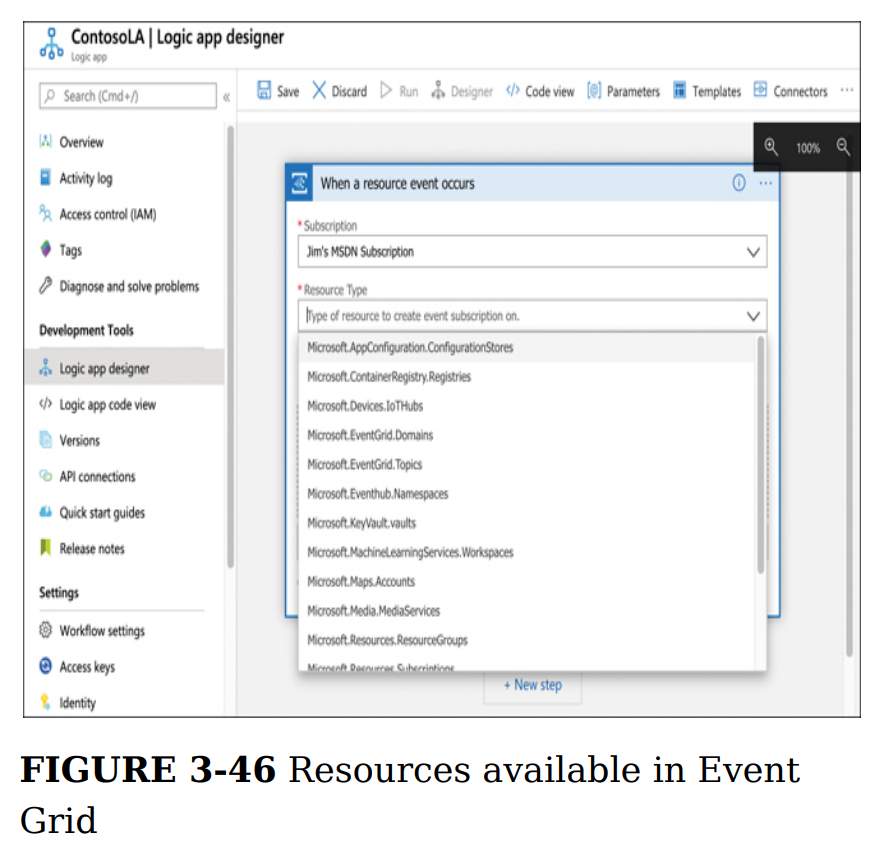 ContosoLA | Logic app designer
Logic app
Search (Cmd+/)
«
Save
Discard
Run
Designer
Code view
Parameters
Templates
Connectors
...
Overview
Activity log
Access control (IAM)
Tags
Diagnose and solve problems
Development Tools
Logic app designer
Logic app code view
Versions
API connections
Quick start guides
Release notes
Settings
Workflow settings
Access keys
Identity
100%
When a resource event occurs
* Subscription
Jim's MSDN Subscription
* Resource Type
Type of resource to create event subscription on.
Microsoft.AppConfiguration.ConfigurationStores
Microsoft.ContainerRegistry.Registries
Microsoft.Devices.IoTHubs
Microsoft.EventGrid.Domains
Microsoft.EventGrid.Topics
Microsoft.Eventhub.Namespaces
Microsoft.KeyVault.vaults
Microsoft.MachineLearningServices.Workspaces
Microsoft.Maps.Accounts
Microsoft.Media.MediaServices
Microsoft.Resources.ResourceGroups
Microsoft.Resources.Subscriptions
+ New step
FIGURE 3-46 Resources available in Event
Grid